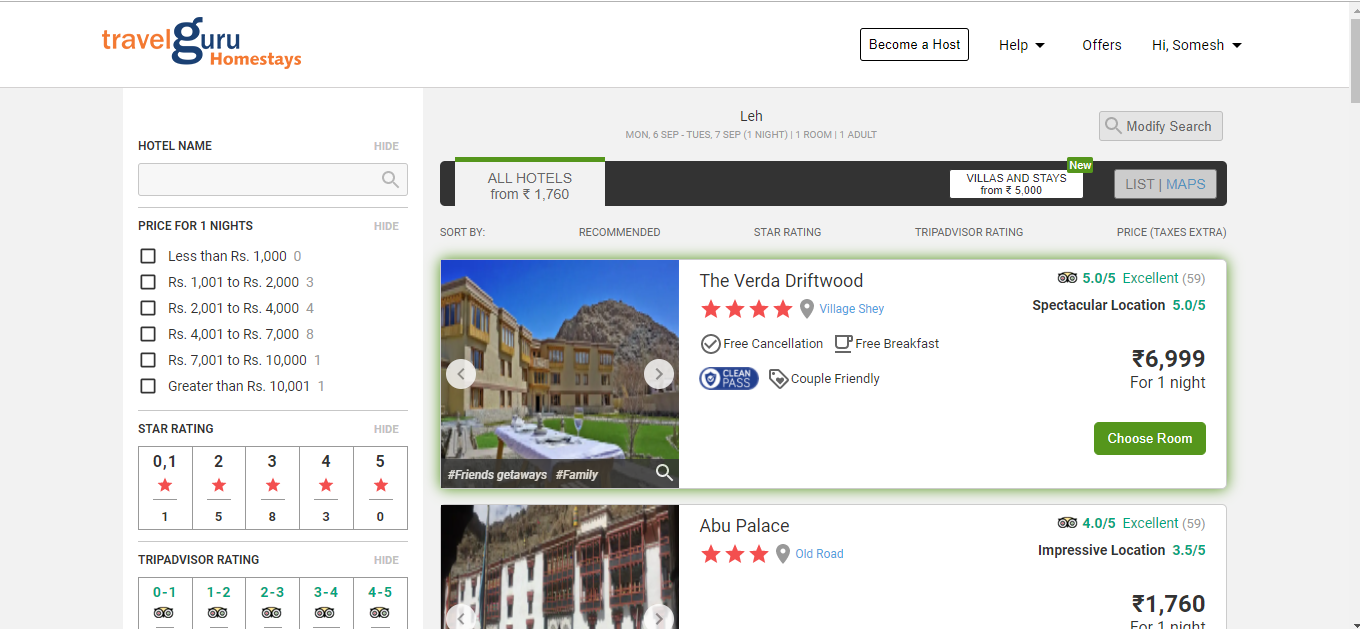 travelguru
Homestays
Become a Host
Help
Offers
Hi, Somesh
HOTEL NAME
HIDE
PRICE FOR 1 NIGHTS
HIDE
Less than Rs. 1,000 0
Rs. 1,001 to Rs. 2,000 3
Rs. 2,001 to Rs. 4,000 4
Rs. 4,001 to Rs. 7,000 8
Rs. 7,001 to Rs. 10,000 1
Greater than Rs. 10,001 1
STAR RATING
HIDE
0,1 2 3 4 5
1 5 8 3 0
TRIPADVISOR RATING
HIDE
0-1 1-2 2-3 3-4 4-5
Leh
MON, 6 SEP - TUES, 7 SEP (1 NIGHT) | 1 ROOM | 1 ADULT
Modify Search
ALL HOTELS
from ₹ 1,760
New
VILLAS AND STAYS
from ₹ 5,000
LIST | MAPS
SORT BY:
RECOMMENDED
STAR RATING
TRIPADVISOR RATING
PRICE (TAXES EXTRA)
#Friends getaways #Family
The Verda Driftwood
Village Shey
Free Cancellation
Free Breakfast
CLEAN
PASS
Couple Friendly
5.0/5 Excellent (59)
Spectacular Location 5.0/5
₹6,999
For 1 night
Choose Room
Abu Palace
Old Road
4.0/5 Excellent (59)
Impressive Location 3.5/5
₹1,760
For 1 night